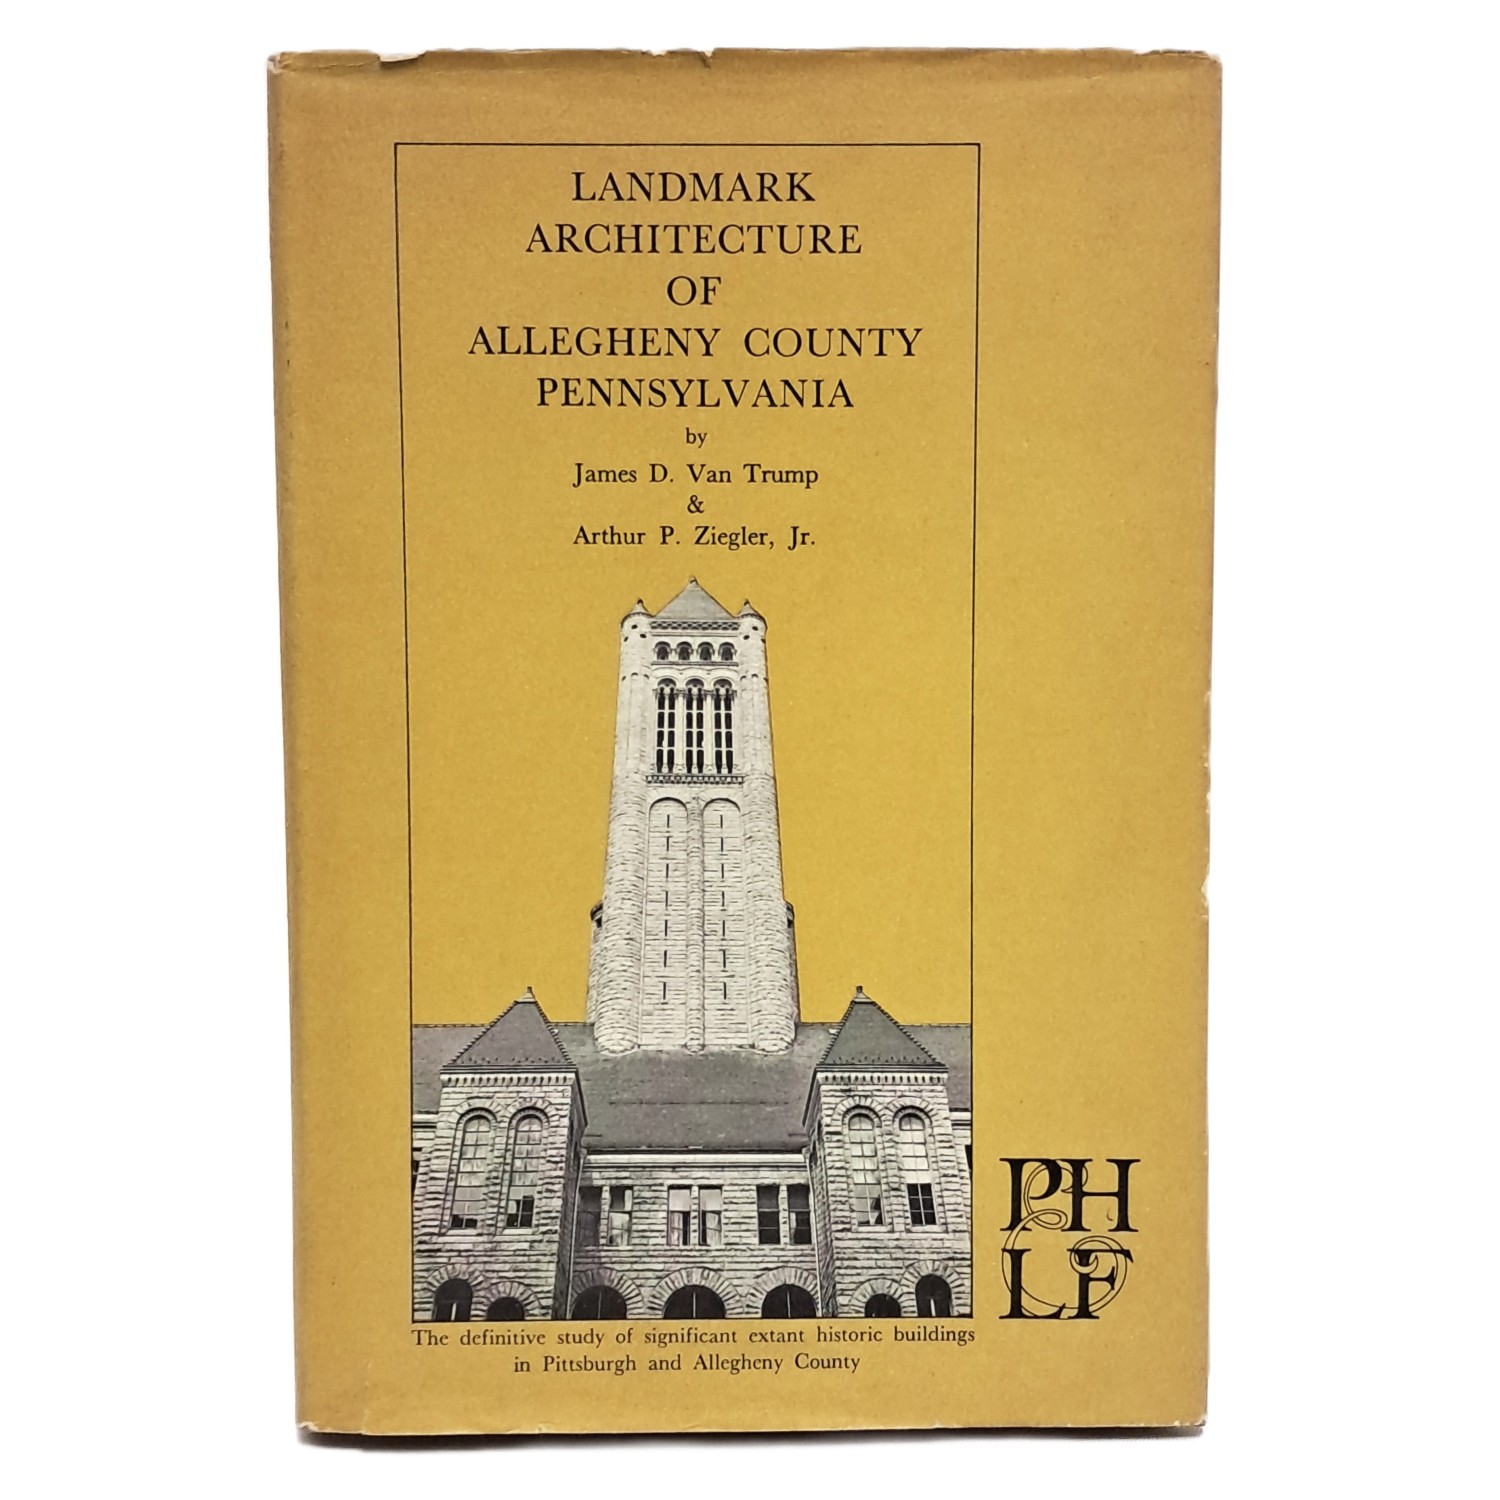 LANDMARK
ARCHITECTURE
OF
ALLEGHENY COUNTY
PENNSYLVANIA
by
James D. Van Trump
&
Arthur P. Ziegler, Jr.
PH
LF
The definitive study of significant extant historic buildings
in Pittsburgh and Allegheny County